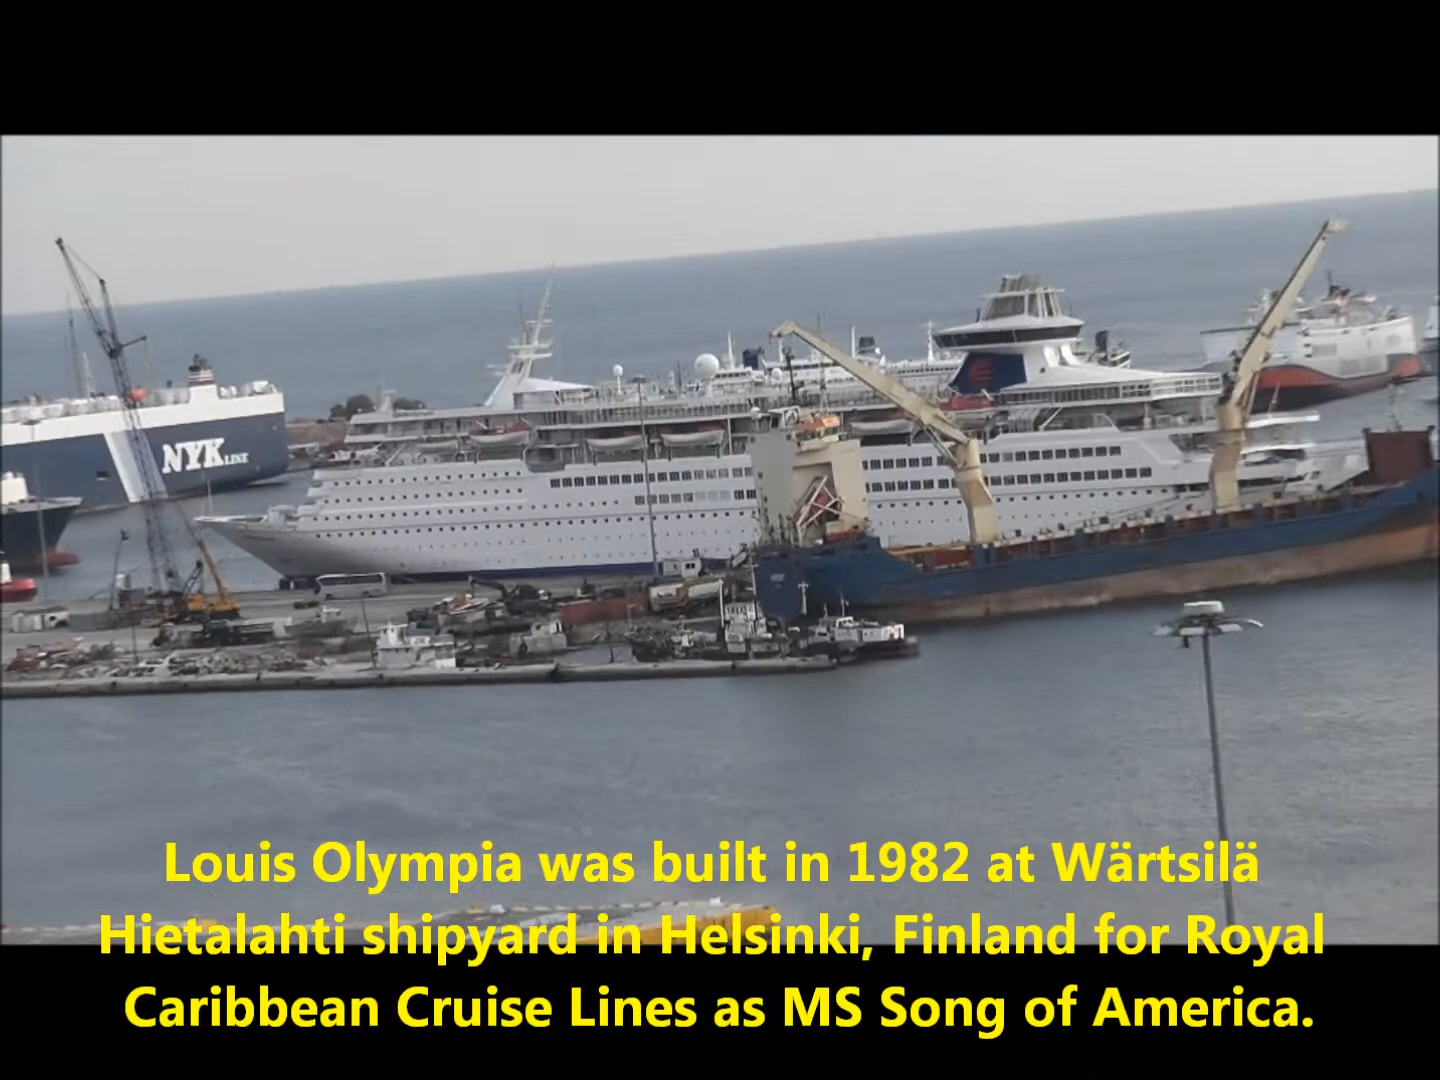 NYK LINE
Louis Olympia was built in 1982 at Wärtsilä
Hietalahti shipyard in Helsinki, Finland for Royal
Caribbean Cruise Lines as MS Song of America.